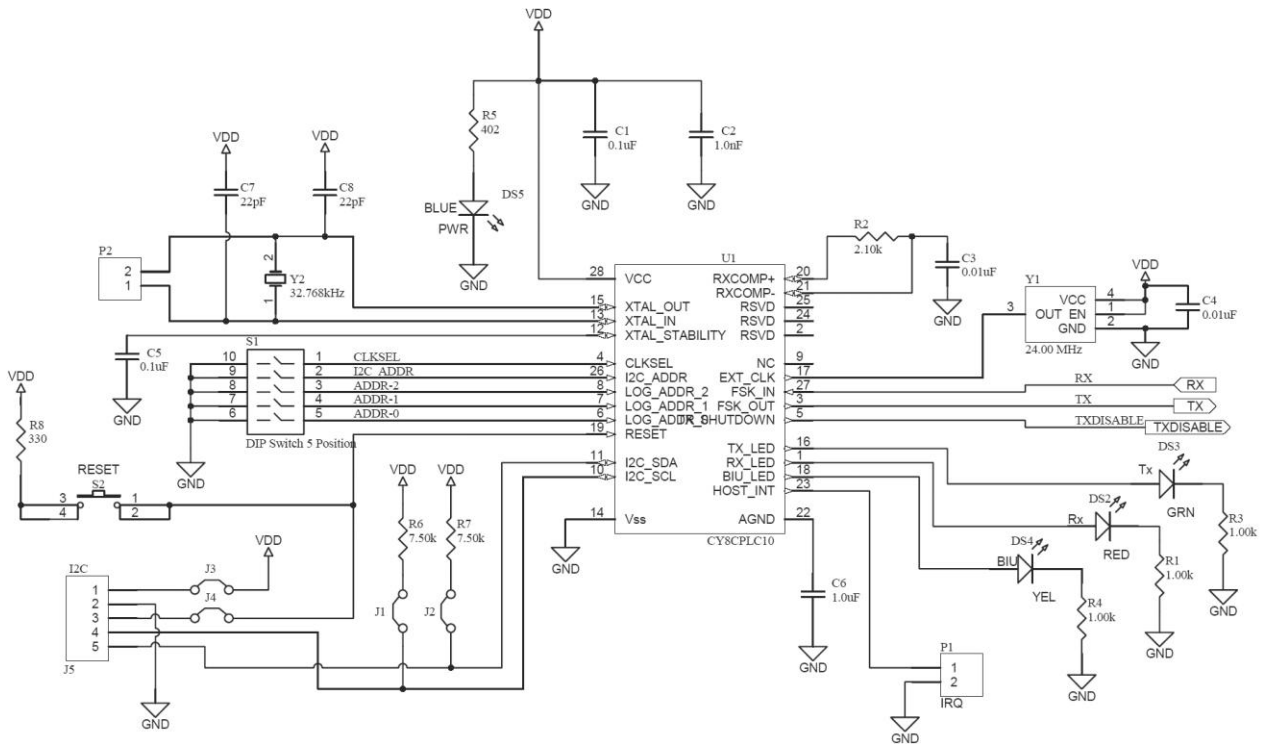 VDD
R5
402
C1
0.1uF
C2
1.0nF
GND
GND
BLUE
DS5
PWR
GND
VDD
VDD
C7
22pF
C8
22pF
P2
2
1
2
Y2
1
32.768kHz
C5
0.1uF
GND
S1
10
9
8
7
6
1
2
3
4
5
CLKSEL
I2C_ADDR
ADDR-2
ADDR-1
ADDR-0
DIP Switch 5 Position
GND
VDD
R8
330
RESET
S2
3
4
1
2
U1
28
VCC
15
XTAL_OUT
13
XTAL_IN
12
XTAL_STABILITY
4
CLKSEL
26
I2C_ADDR
8
LOG_ADDR_2
7
LOG_ADDR_1
6
LOG_ADDR_0
19
RESET
11
I2C_SDA
10
I2C_SCL
14
Vss
GND
RXCOMP+
20
RXCOMP-
21
RSVD
25
RSVD
24
RSVD
2
NC
9
EXT_CLK
17
FSK_IN
27
FSK_OUT
3
TX_SHUTDOWN
5
TX_LED
16
RX_LED
1
BIU_LED
18
HOST_INT
23
AGND
22
CY8CPLC10
R2
2.10k
C3
0.01uF
GND
Y1
3
VCC
OUT EN
GND
4
1
2
24.00 MHz
VDD
C4
0.01uF
GND
RX
RX
TX
TX
TXDISABLE
TXDISABLE
DS3
Tx
GRN
R3
1.00k
GND
DS2
Rx
RED
R1
1.00k
GND
DS4
BIU
YEL
R4
1.00k
GND
C6
1.0uF
GND
P1
1
2
IRQ
GND
VDD
VDD
R6
7.50k
R7
7.50k
J1
J2
I2C
1
2
3
4
5
J5
J3
J4
VDD
GND